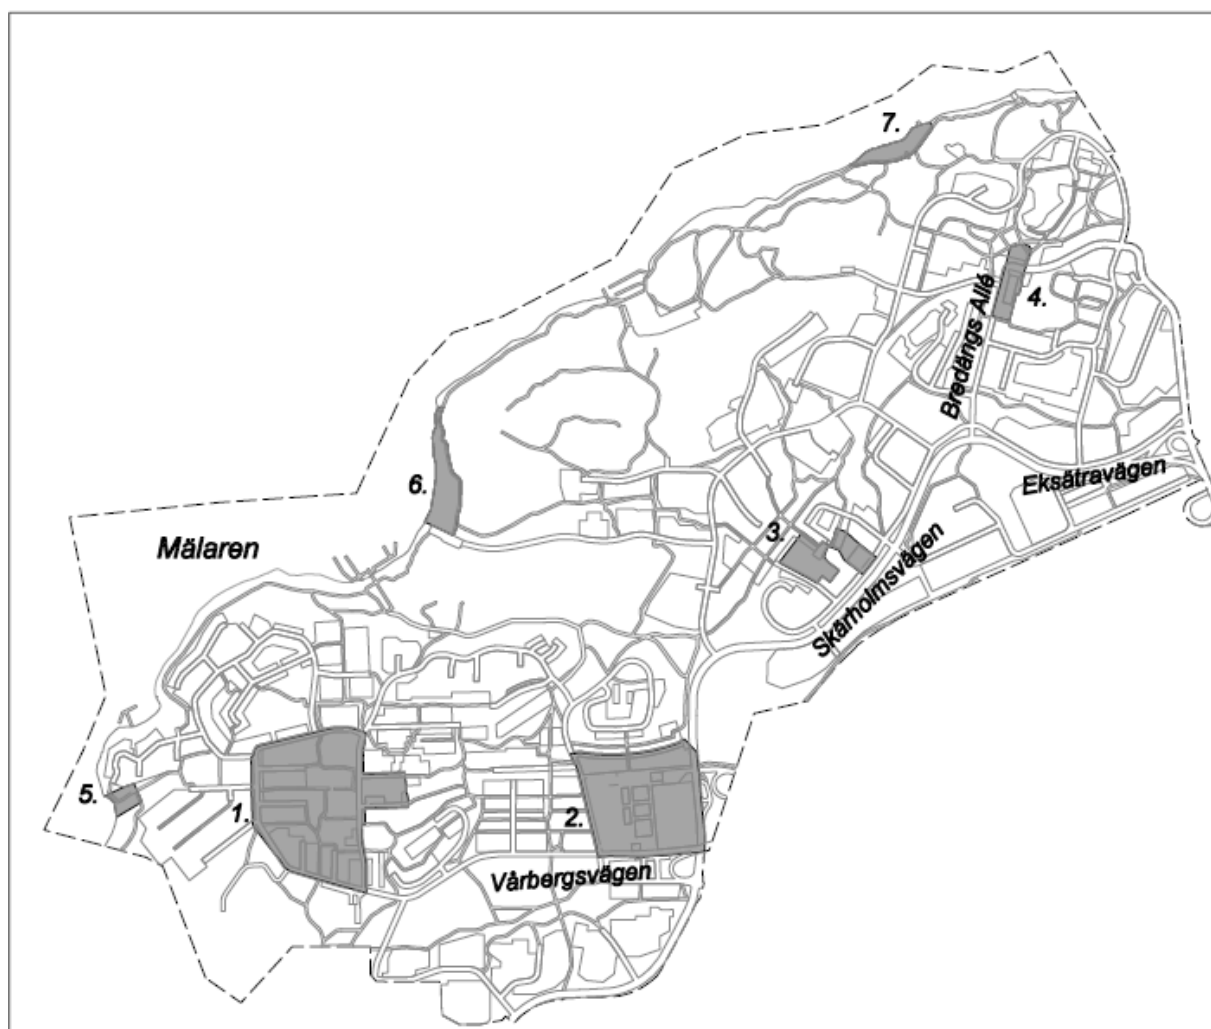 7.
4.
Bredängs Allé
Eksätravägen
6.
3.
Mälaren
Skärholmsvägen
5.
1.
2.
Vårbergsvägen